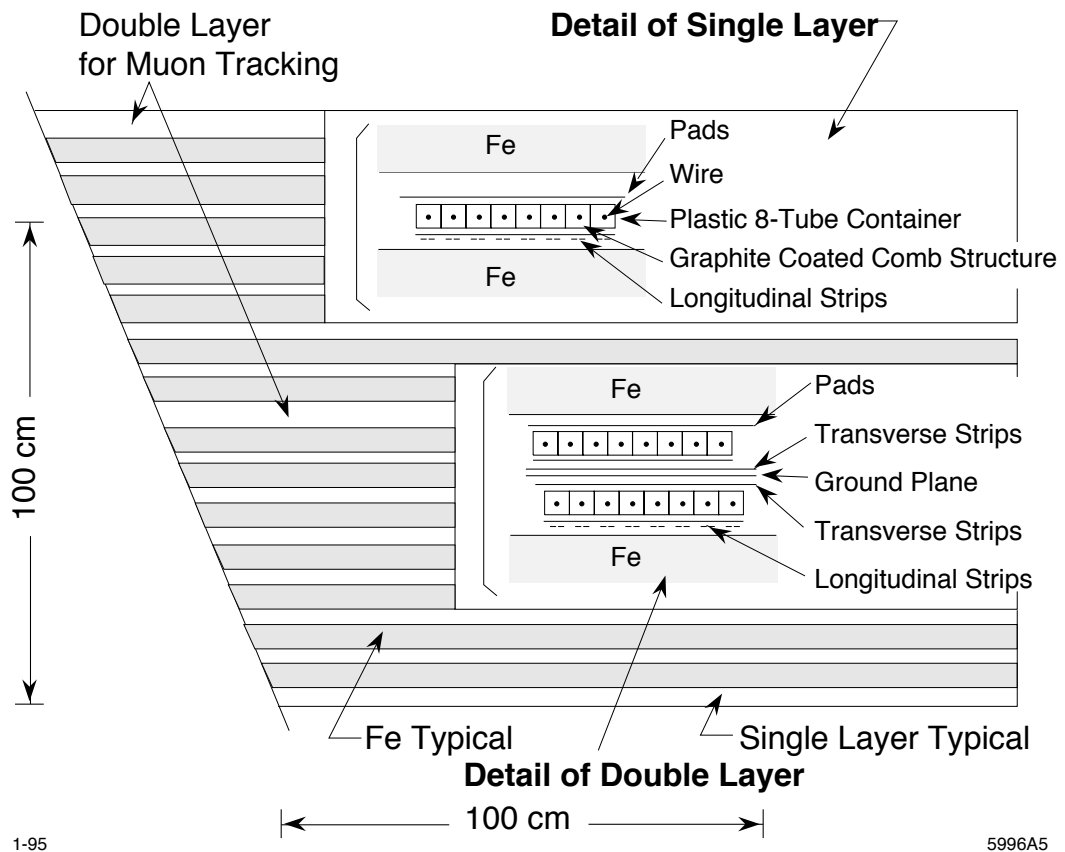 Double Layer
for Muon Tracking
Detail of Single Layer
Fe
Pads
Wire
Plastic 8-Tube Container
Graphite Coated Comb Structure
Fe
Longitudinal Strips
100 cm
Fe
Pads
Transverse Strips
Ground Plane
Transverse Strips
Fe
Longitudinal Strips
Fe Typical
Single Layer Typical
Detail of Double Layer
100 cm
1-95
5996A5